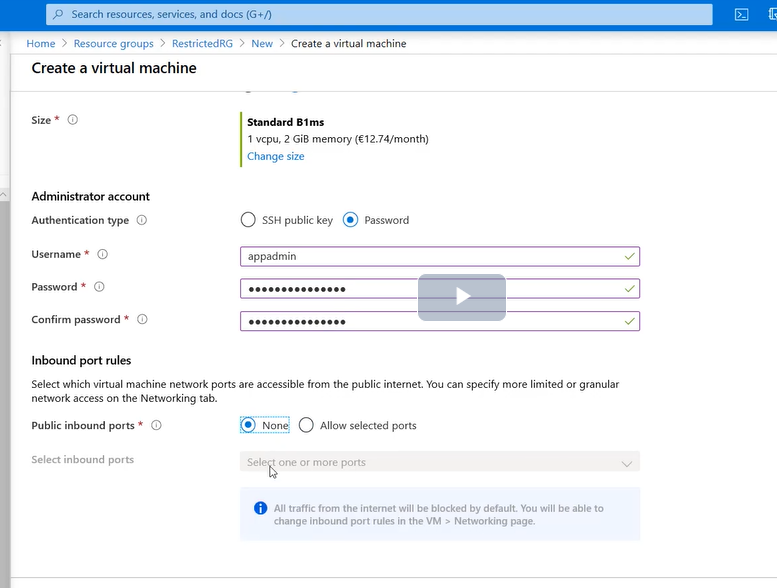 Search resources, services, and docs (G+/)
Home > Resource groups > RestrictedRG > New > Create a virtual machine
Create a virtual machine
Size *
Standard B1ms
1 vcpu, 2 GiB memory (€12.74/month)
Change size
Administrator account
Authentication type
SSH public key
Password
Username *
appadmin
Password *
●●●●●●●●●●●●●●●
Confirm password *
●●●●●●●●●●●●●●●
Inbound port rules
Select which virtual machine network ports are accessible from the public internet. You can specify more limited or granular
network access on the Networking tab.
Public inbound ports *
None
Allow selected ports
Select inbound ports
Select one or more ports
All traffic from the internet will be blocked by default. You will be able to
change inbound port rules in the VM > Networking page.